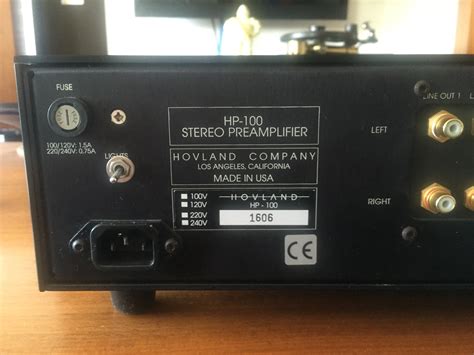 FUSE
100/120V: 1.5A
220/240V: 0.75A
LIGHTS
HP-100
STEREO PREAMPLIFIER
HOVLAND COMPANY
LOS ANGELES, CALIFORNIA
MADE IN USA
100V
120V
220V
240V
HOVLAND
HP - 100
1606
CE
LINE OUT 1
LEFT
RIGHT